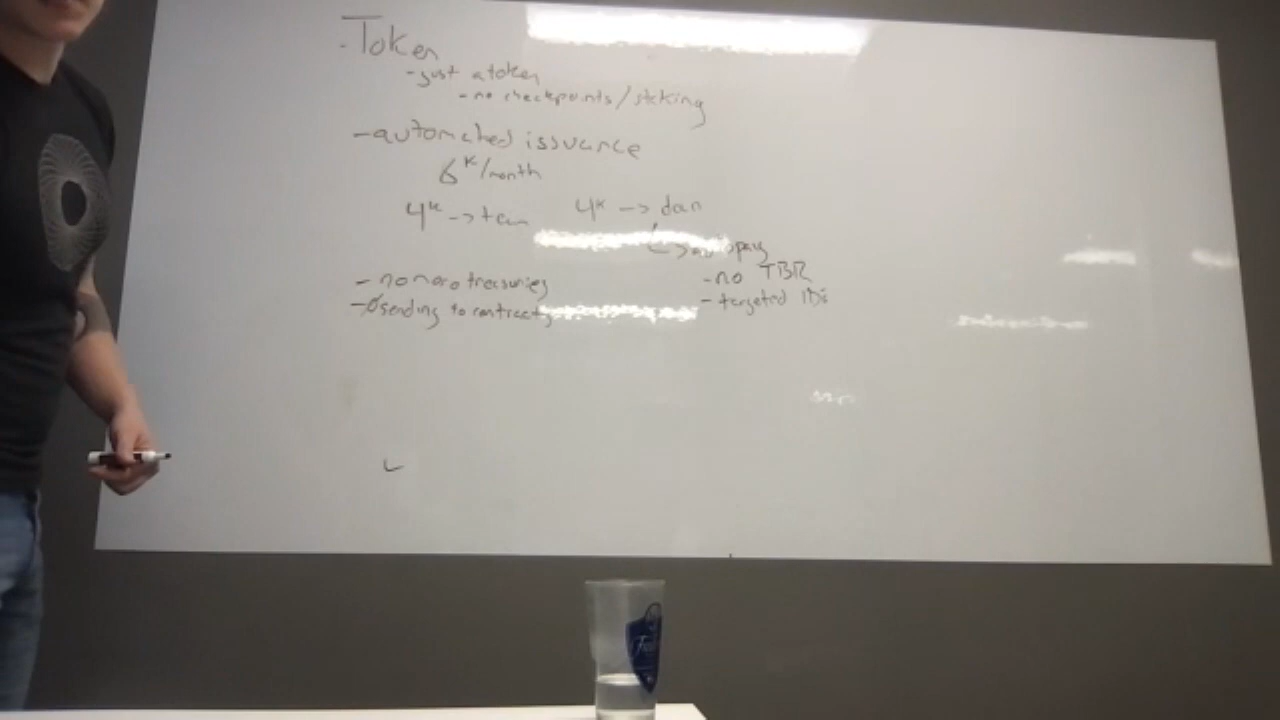 - Token
- just a token
- no checkpoints/staking
- automated issuance
6k/month
4k -> team 4k -> dan
-> autopay
- no more treasuries
- no TBR
- sending to contracts
- targeted IDs